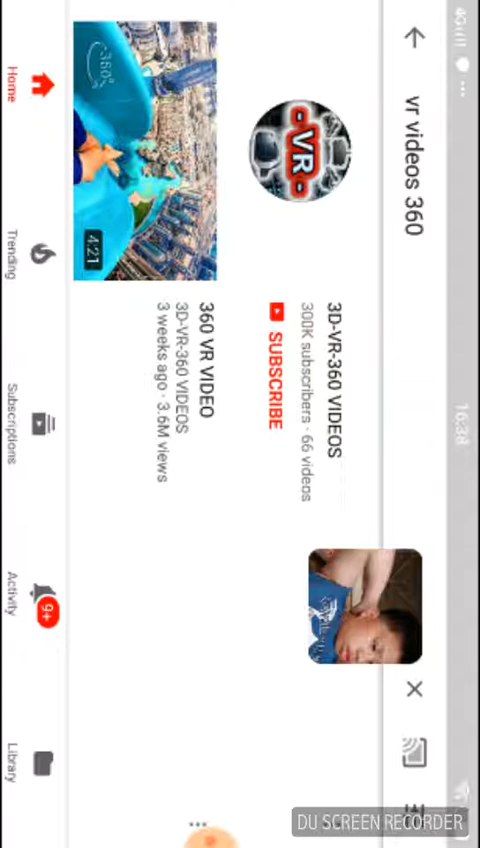 4G
16:38
vr videos 360
-VR-
3D-VR-360 VIDEOS
300K subscribers · 66 videos
SUBSCRIBE
360°
4:21
360 VR VIDEO
3D-VR-360 VIDEOS
3 weeks ago · 3.6M views
Home
Trending
Subscriptions
9+
Activity
Library
DU SCREEN RECORDER